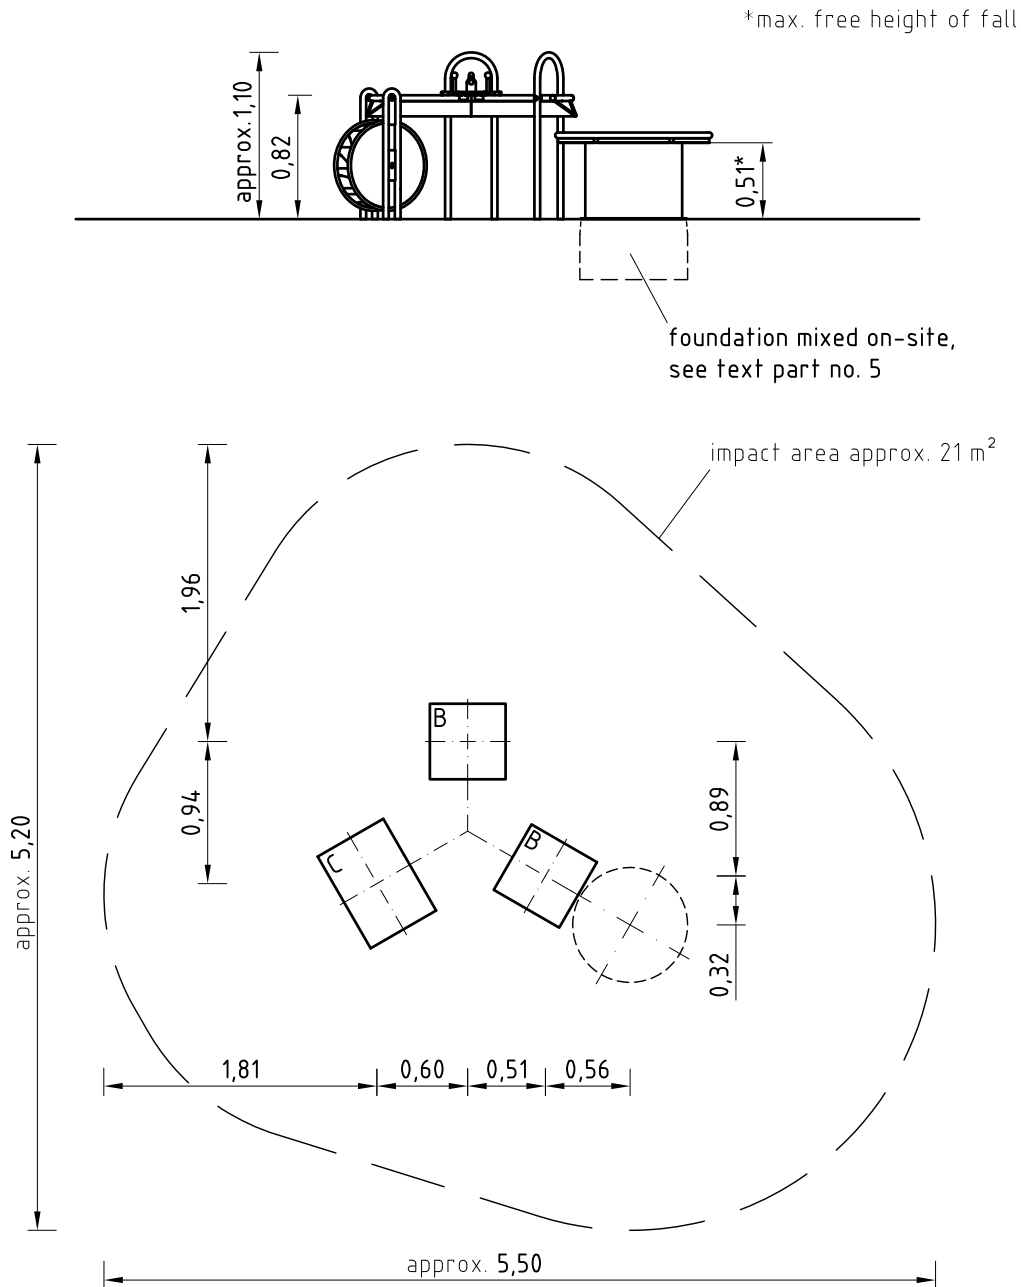 *max. free height of fall
approx. 1,10
0,82
0,51*
foundation mixed on-site,
see text part no. 5
impact area approx. 21 m²
1,96
0,94
approx. 5,20
B
C
B
0,89
0,32
1,81
0,60
0,51
0,56
approx. 5,50